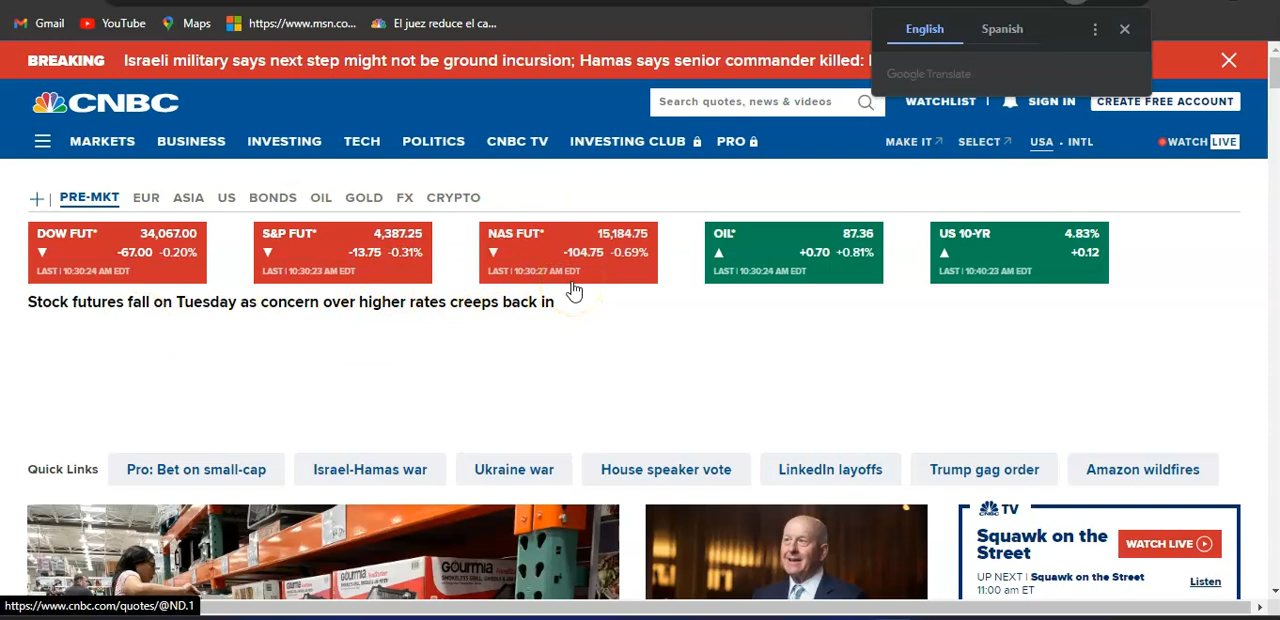 Gmail
YouTube
Maps
https://www.msn.co...
El juez reduce el ca...
English
Spanish
Google Translate
BREAKING Israeli military says next step might not be ground incursion; Hamas says senior commander killed:
CNBC
Search quotes, news & videos
WATCHLIST
SIGN IN
CREATE FREE ACCOUNT
MARKETS BUSINESS INVESTING TECH POLITICS CNBC TV INVESTING CLUB PRO
MAKE IT SELECT USA • INTL WATCH LIVE
+ | PRE-MKT EUR ASIA US BONDS OIL GOLD FX CRYPTO
DOW FUT* 34,067.00
▼ -67.00 -0.20%
LAST | 10:30:24 AM EDT
S&P FUT* 4,387.25
▼ -13.75 -0.31%
LAST | 10:30:23 AM EDT
NAS FUT* 15,184.75
▼ -104.75 -0.69%
LAST | 10:30:27 AM EDT
OIL* 87.36
▲ +0.70 +0.81%
LAST | 10:30:24 AM EDT
US 10-YR 4.83%
▲ +0.12
LAST | 10:40:23 AM EDT
Stock futures fall on Tuesday as concern over higher rates creeps back in
Quick Links
Pro: Bet on small-cap
Israel-Hamas war
Ukraine war
House speaker vote
LinkedIn layoffs
Trump gag order
Amazon wildfires
GOURMIA
GOURMIA
TV
Squawk on the
Street
WATCH LIVE
UP NEXT | Squawk on the Street
11:00 am ET
Listen
https://www.cnbc.com/quotes/@ND.1